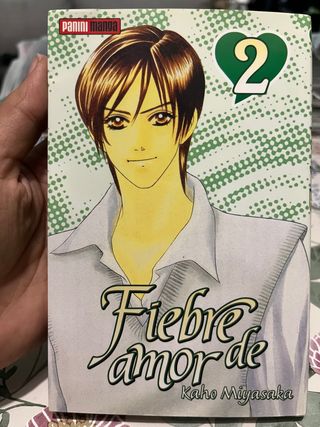 PANINI manga
2
Fiebre
amor de
Kaho Miyasaka